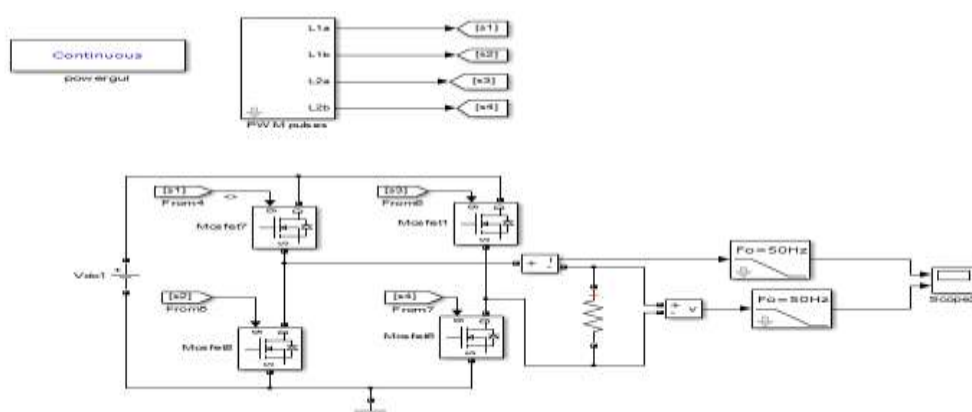 Continuous
powergui
L1a
L1b
L2a
L2b
[s1]
[s2]
[s3]
[s4]
PWM pulses
[s1]
From4
g
D
S
Mosfet7
[s3]
g
D
S
Mosfet1
Vdc1
+
[s2]
g
D
S
Mosfet8
[s4]
From7
g
D
S
+
-
i
+
-
v
Fo=50Hz
Fo=50Hz